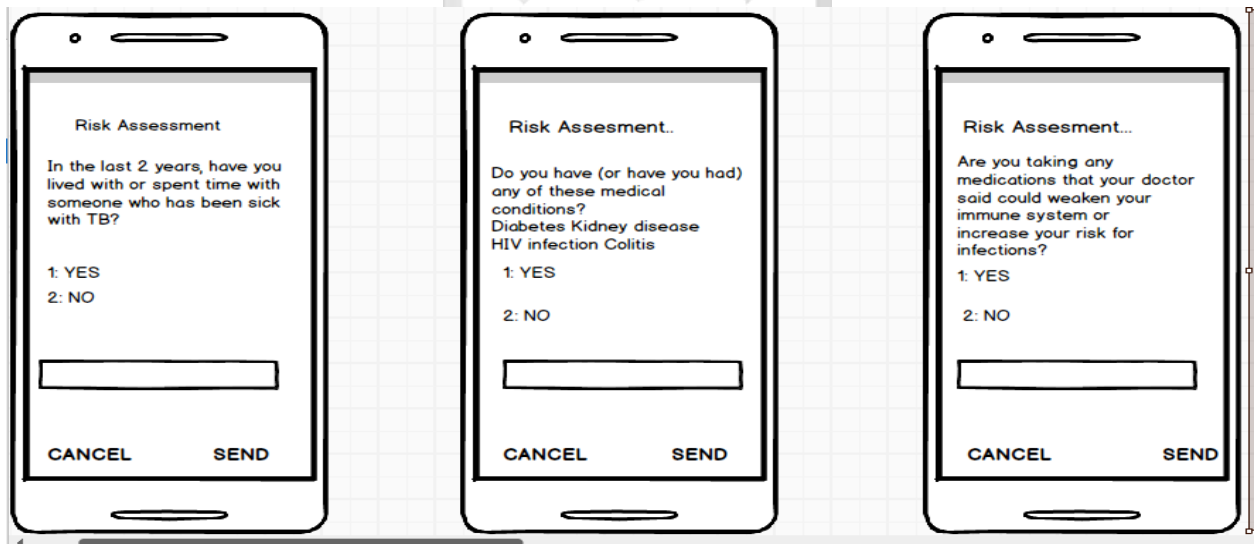 Risk Assessment
In the last 2 years, have you
lived with or spent time with
someone who has been sick
with TB?
1: YES
2: NO
CANCEL SEND
Risk Assesment..
Do you have (or have you had)
any of these medical
conditions?
Diabetes Kidney disease
HIV infection Colitis
1: YES
2: NO
CANCEL SEND
Risk Assesment...
Are you taking any
medications that your doctor
said could weaken your
immune system or
increase your risk for
infections?
1: YES
2: NO
CANCEL SEND